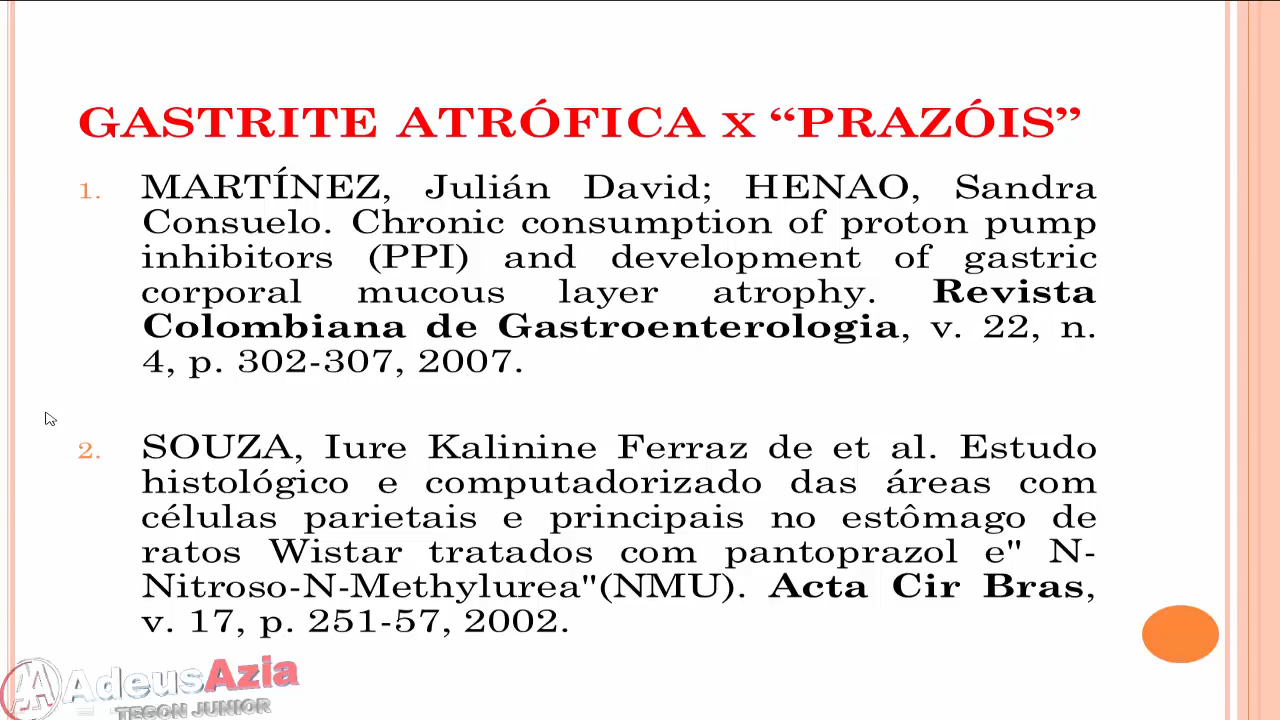 GASTRITE ATRÓFICA X “PRAZÓIS”
1. MARTÍNEZ, Julián David; HENAO, Sandra
Consuelo. Chronic consumption of proton pump
inhibitors (PPI) and development of gastric
corporal mucous layer atrophy. Revista
Colombiana de Gastroenterologia, v. 22, n.
4, p. 302-307, 2007.
2. SOUZA, Iure Kalinine Ferraz de et al. Estudo
histológico e computadorizado das áreas com
células parietais e principais no estômago de
ratos Wistar tratados com pantoprazol e" N-
Nitroso-N-Methylurea"(NMU). Acta Cir Bras,
v. 17, p. 251-57, 2002.
AdeusAzia
TEGON JUNIOR